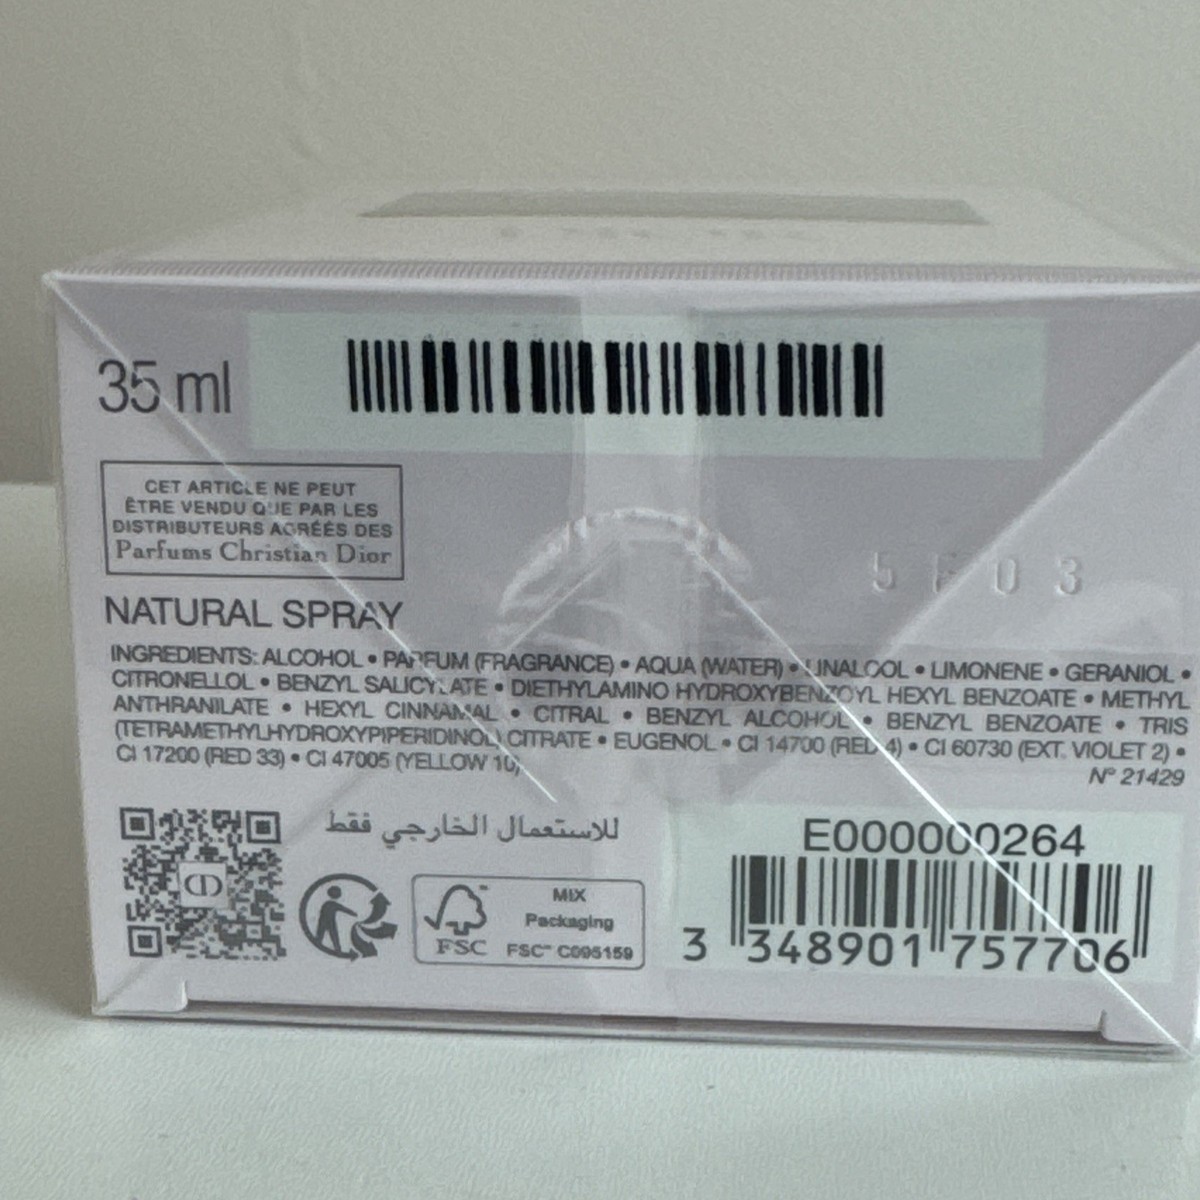 35 ml
CET ARTICLE NE PEUT
ÊTRE VENDU QUE PAR LES
DISTRIBUTEURS AGRÉÉS DES
Parfums Christian Dior
5F03
NATURAL SPRAY
INGREDIENTS: ALCOHOL • PARFUM (FRAGRANCE) • AQUA (WATER) • LINALOOL • LIMONENE • GERANIOL •
CITRONELLOL • BENZYL SALICYLATE • DIETHYLAMINO HYDROXYBENZOYL HEXYL BENZOATE • METHYL
ANTHRANILATE • HEXYL CINNAMAL • CITRAL • BENZYL ALCOHOL • BENZYL BENZOATE • TRIS
(TETRAMETHYLHYDROXYPIPERIDINOL) CITRATE • EUGENOL • CI 14700 (RED 4) • CI 60730 (EXT. VIOLET 2) •
CI 17200 (RED 33) • CI 47005 (YELLOW 10)
N° 21429
للاستعمال الخارجي فقط
CD
FSC™
MIX
Packaging
FSC™ C095159
E000000264
3 348901 757706